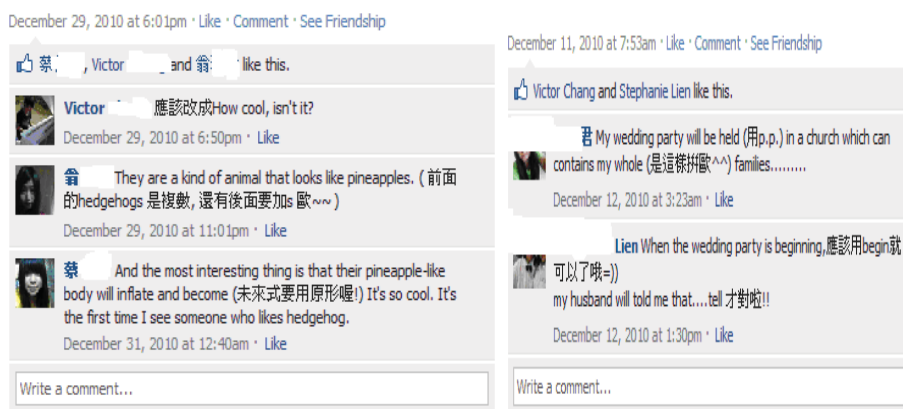 December 29, 2010 at 6:01pm · Like · Comment · See Friendship
蔡, Victor and 翁 like this.
Victor 應該改成How cool, isn't it?
December 29, 2010 at 6:50pm · Like
翁 They are a kind of animal that looks like pineapples. ( 前面
的hedgehogs 是複數, 還有後面要加s 歐~~ )
December 29, 2010 at 11:01pm · Like
蔡 And the most interesting thing is that their pineapple-like
body will inflate and become (未來式要用原形喔!) It's so cool. It's
the first time I see someone who likes hedgehog.
December 31, 2010 at 12:40am · Like
Write a comment...
December 11, 2010 at 7:53am · Like · Comment · See Friendship
Victor Chang and Stephanie Lien like this.
君 My wedding party will be held (用p.p.) in a church which can
contains my whole (是這樣拼歐^^) families.........
December 12, 2010 at 3:23am · Like
Lien When the wedding party is beginning,應該用begin就
可以了哦=))
my husband will told me that....tell 才對啦!!
December 12, 2010 at 1:30pm · Like
Write a comment...